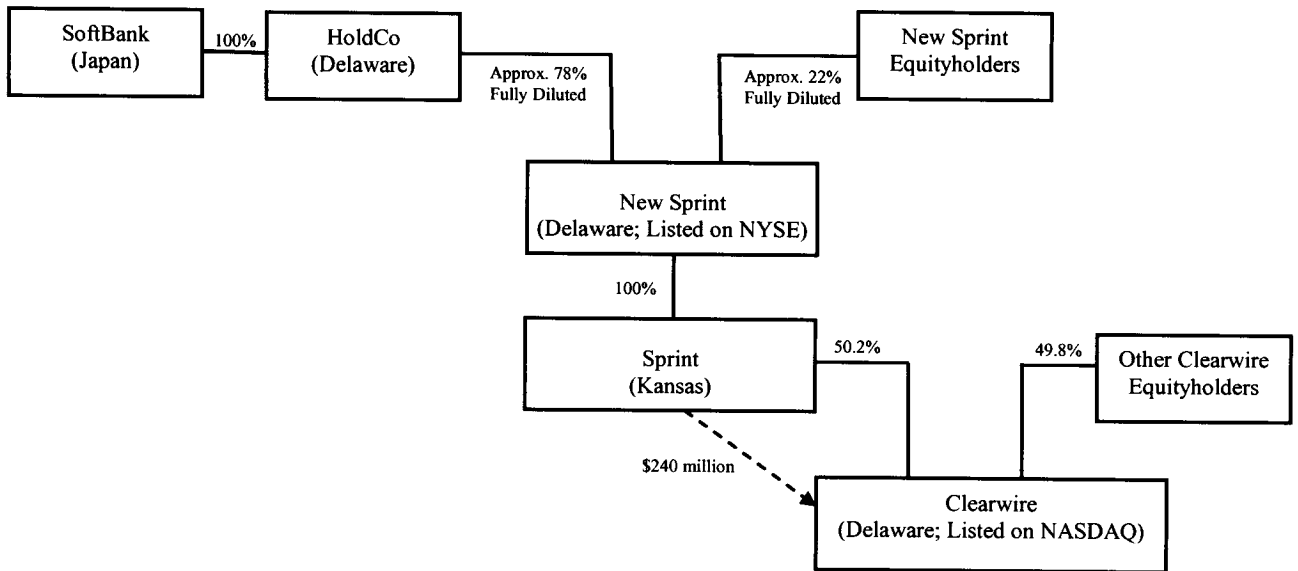 SoftBank
(Japan)
100%
HoldCo
(Delaware)
Approx. 78%
Fully Diluted
Approx. 22%
Fully Diluted
New Sprint
Equityholders
New Sprint
(Delaware; Listed on NYSE)
100%
Sprint
(Kansas)
50.2%
49.8%
Other Clearwire
Equityholders
$240 million
Clearwire
(Delaware; Listed on NASDAQ)